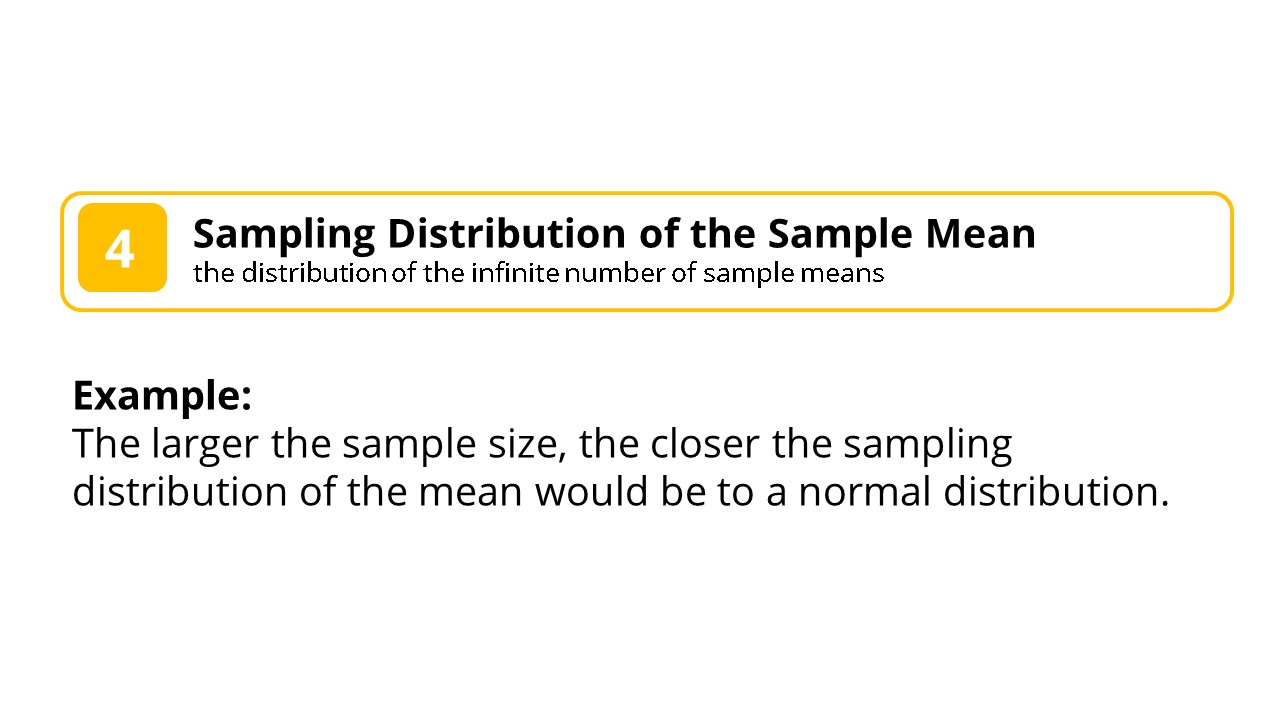 4
Sampling Distribution of the Sample Mean
the distribution of the infinite number of sample means
Example:
The larger the sample size, the closer the sampling
distribution of the mean would be to a normal distribution.